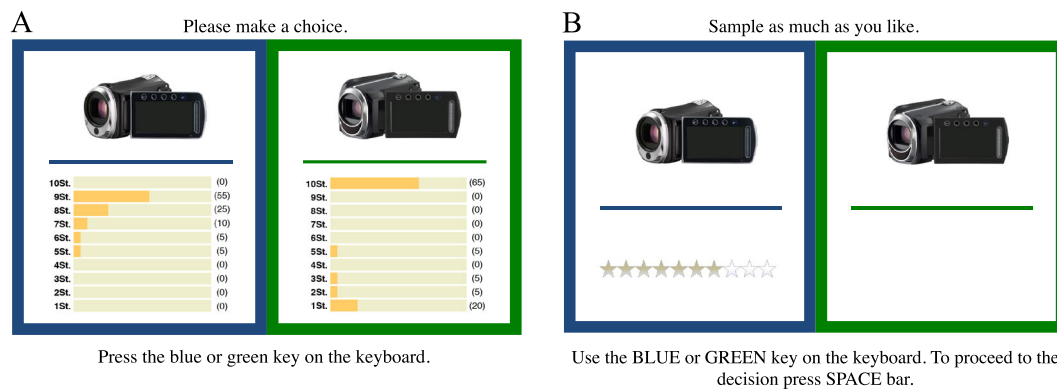 A
Please make a choice.
10St. (0)
9St. (55)
8St. (25)
7St. (10)
6St. (5)
5St. (5)
4St. (0)
3St. (0)
2St. (0)
1St. (0)
10St. (65)
9St. (0)
8St. (0)
7St. (0)
6St. (0)
5St. (5)
4St. (0)
3St. (5)
2St. (5)
1St. (20)
Press the blue or green key on the keyboard.
B
Sample as much as you like.
Use the BLUE or GREEN key on the keyboard. To proceed to the
decision press SPACE bar.